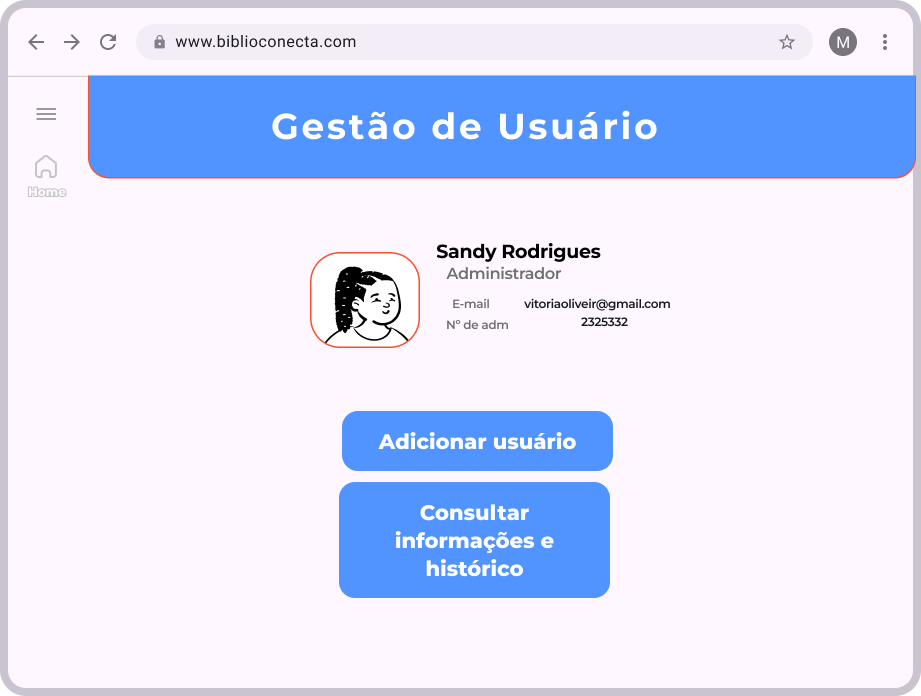 www.biblioconecta.com
M
Gestão de Usuário
Home
Sandy Rodrigues
Administrador
E-mail vitoriaoliveir@gmail.com
Nº de adm 2325332
Adicionar usuário
Consultar
informações e
histórico